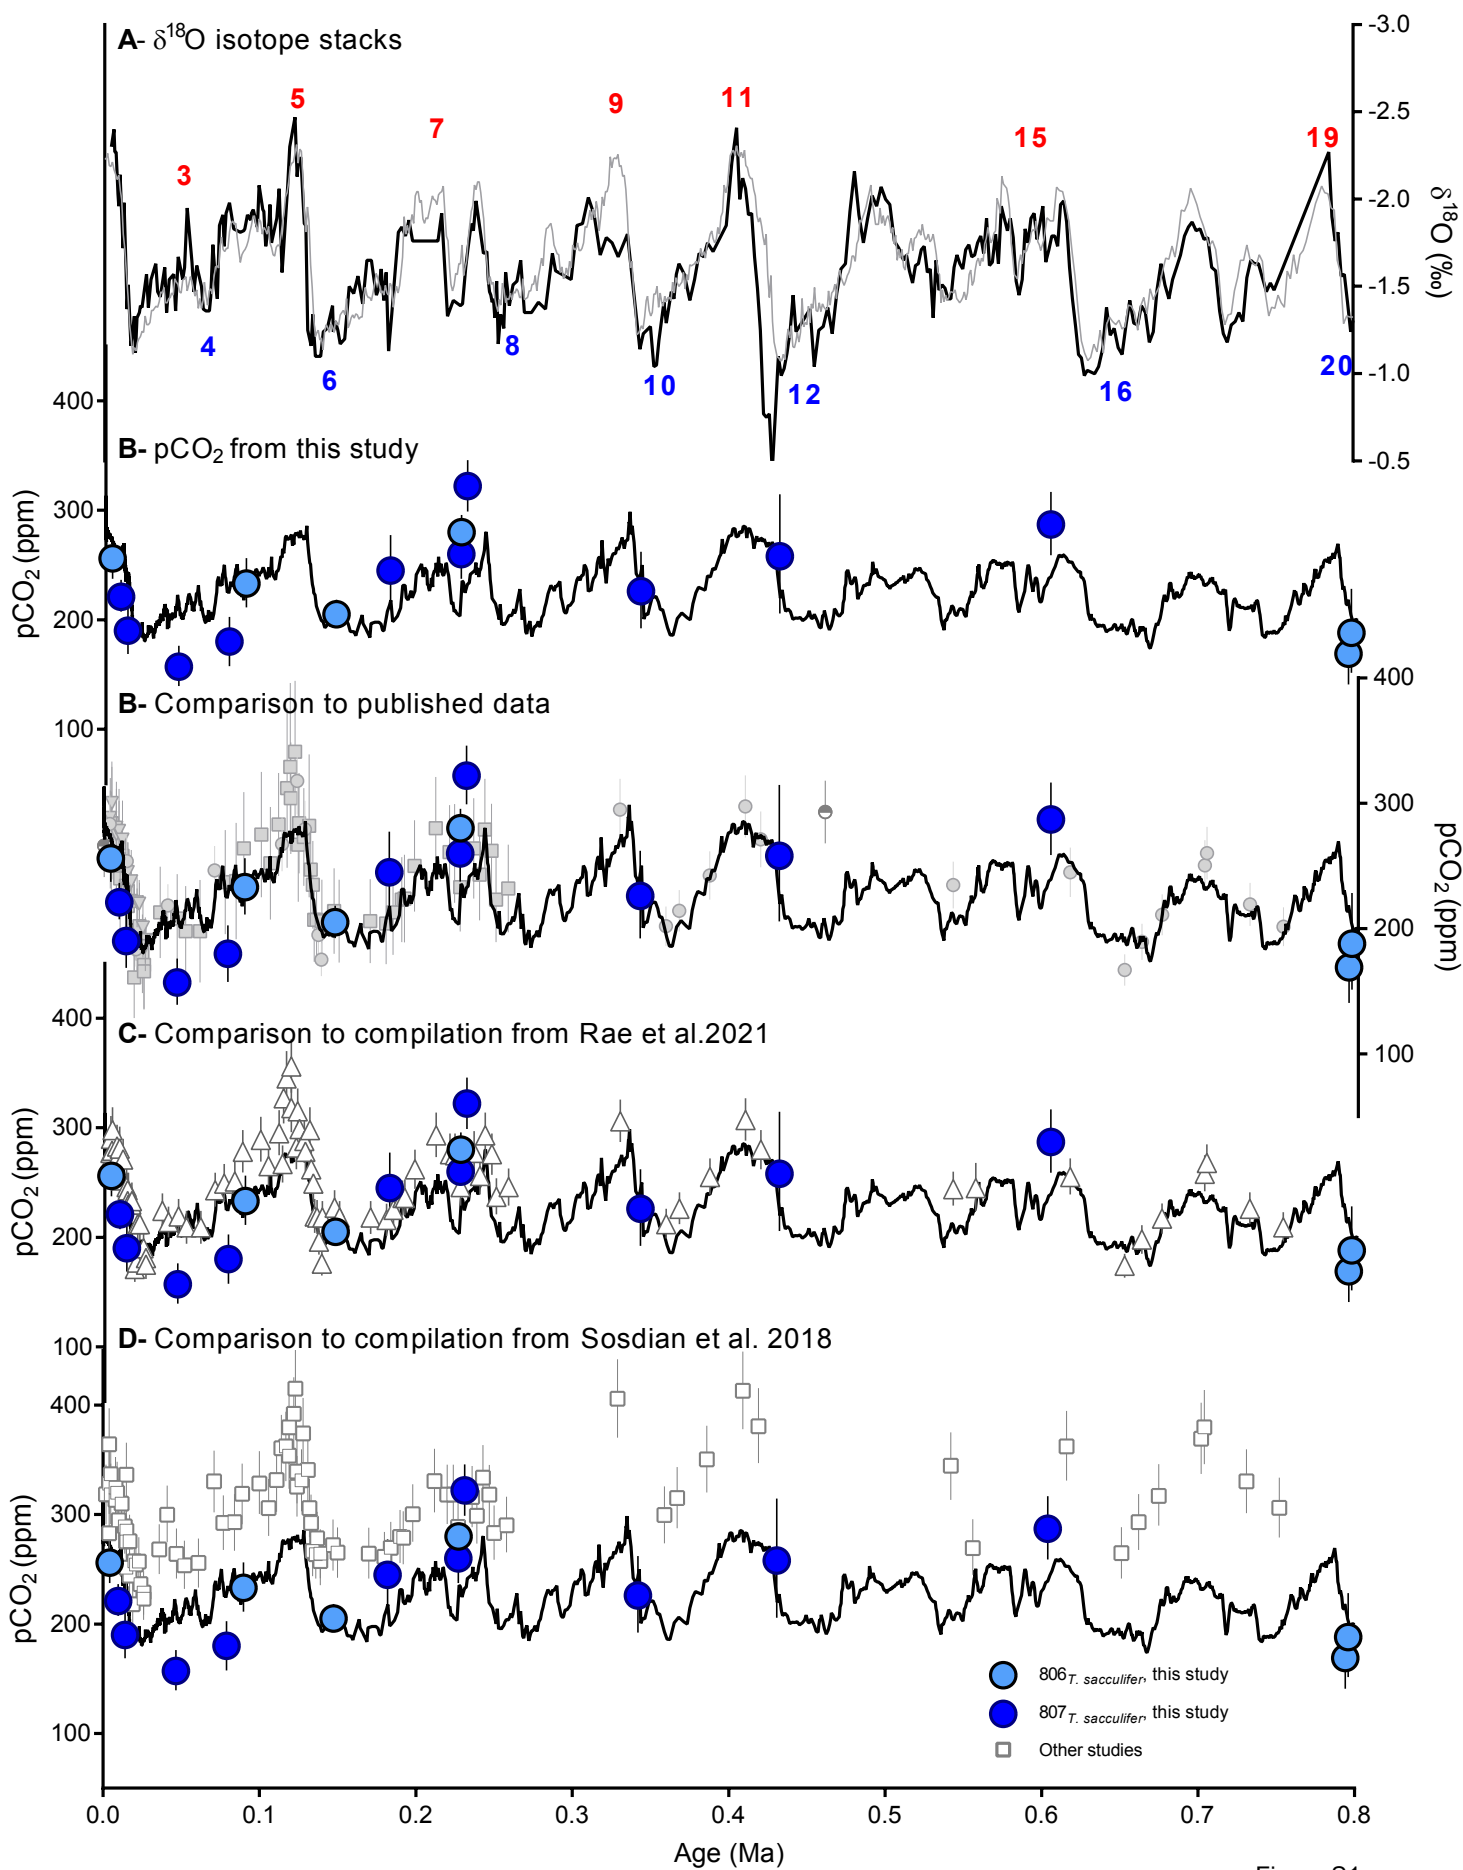 A- δ18O isotope stacks
-3.0
-2.5
-2.0
-1.5
-1.0
-0.5
δ18O (‰)
3
5
7
9
11
15
19
4
6
8
10
12
16
20
B- pCO2 from this study
400
300
200
100
pCO2 (ppm)
B- Comparison to published data
400
300
200
100
pCO2 (ppm)
C- Comparison to compilation from Rae et al.2021
400
300
200
100
pCO2 (ppm)
D- Comparison to compilation from Sosdian et al. 2018
400
300
200
100
pCO2 (ppm)
806T. sacculifer, this study
807T. sacculifer, this study
Other studies
0.0 0.1 0.2 0.3 0.4 0.5 0.6 0.7 0.8
Age (Ma)